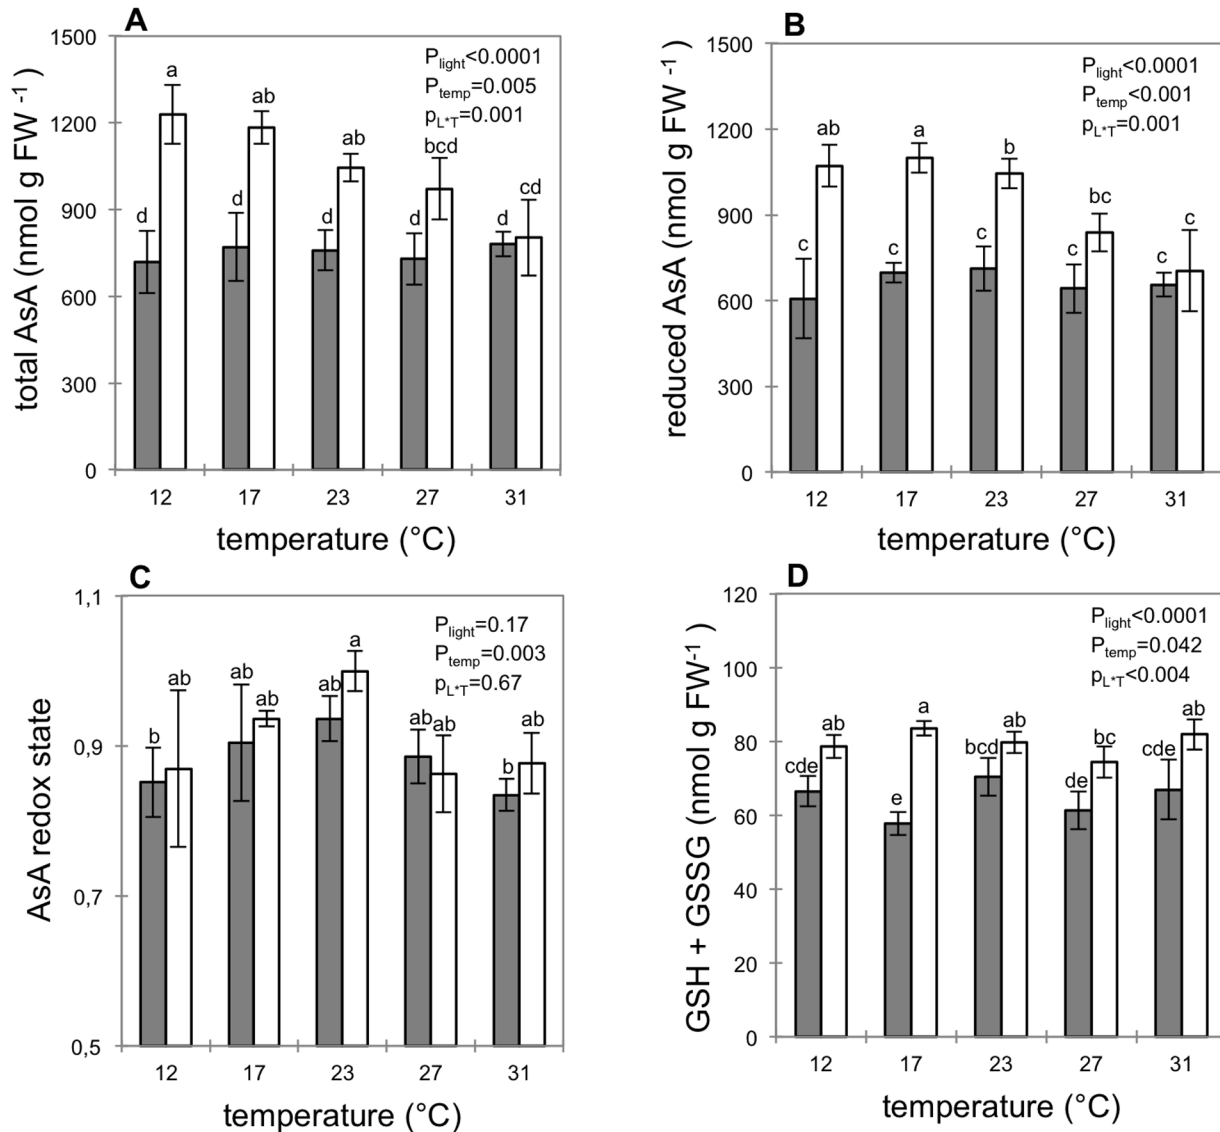 A
total AsA (nmol g FW -1 )
1500
1200
900
600
300
0
Plight<0.0001
Ptemp=0.005
pL*T=0.001
d
a
d
ab
d
ab
d
bcd
d
cd
12
17
23
27
31
temperature (°C)
B
reduced AsA (nmol g FW -1 )
1500
1200
900
600
300
0
Plight<0.0001
Ptemp<0.001
pL*T=0.001
c
ab
c
a
c
b
c
bc
c
c
12
17
23
27
31
temperature (°C)
C
AsA redox state
1,1
0,9
0,7
0,5
Plight=0.17
Ptemp=0.003
pL*T=0.67
b
ab
ab
ab
ab
a
ab
ab
b
ab
12
17
23
27
31
temperature (°C)
D
GSH + GSSG (nmol g FW-1 )
120
100
80
60
40
20
0
Plight<0.0001
Ptemp=0.042
pL*T<0.004
cde
ab
e
a
bcd
ab
de
bc
cde
ab
12
17
23
27
31
temperature (°C)